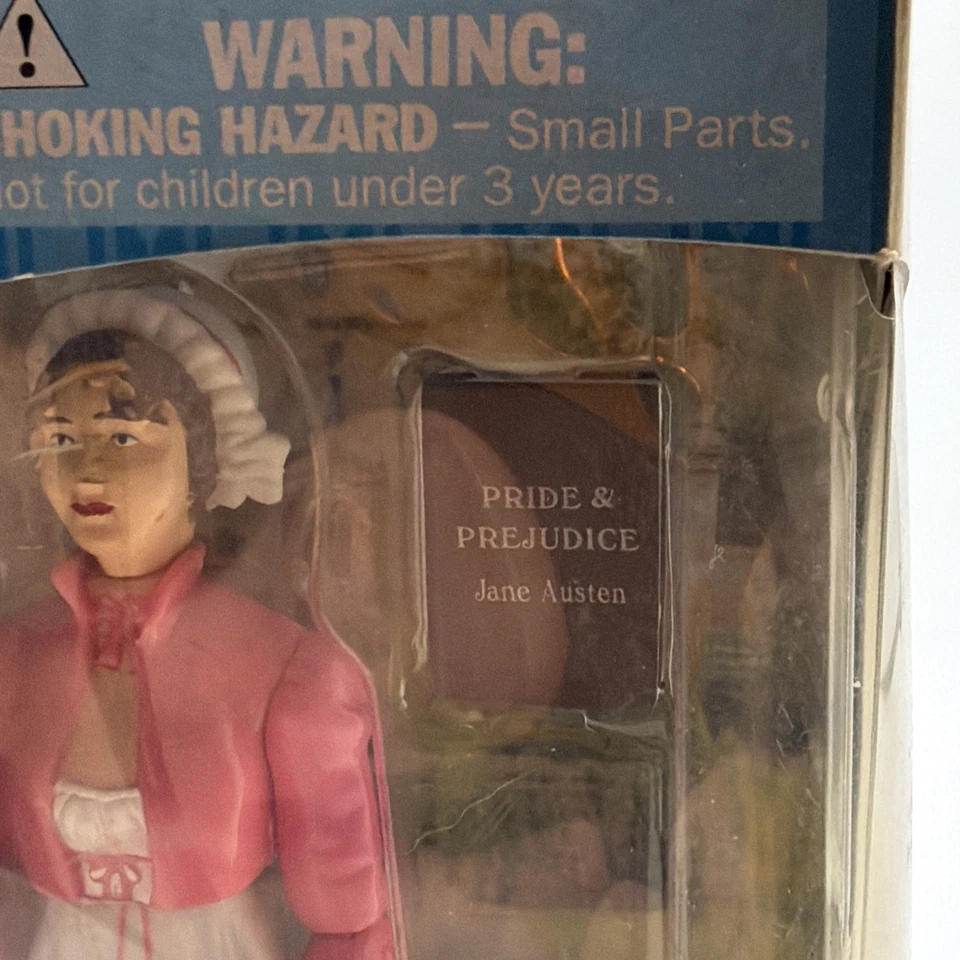 WARNING:
HOKING HAZARD – Small Parts.
ot for children under 3 years.
PRIDE &
PREJUDICE
Jane Austen